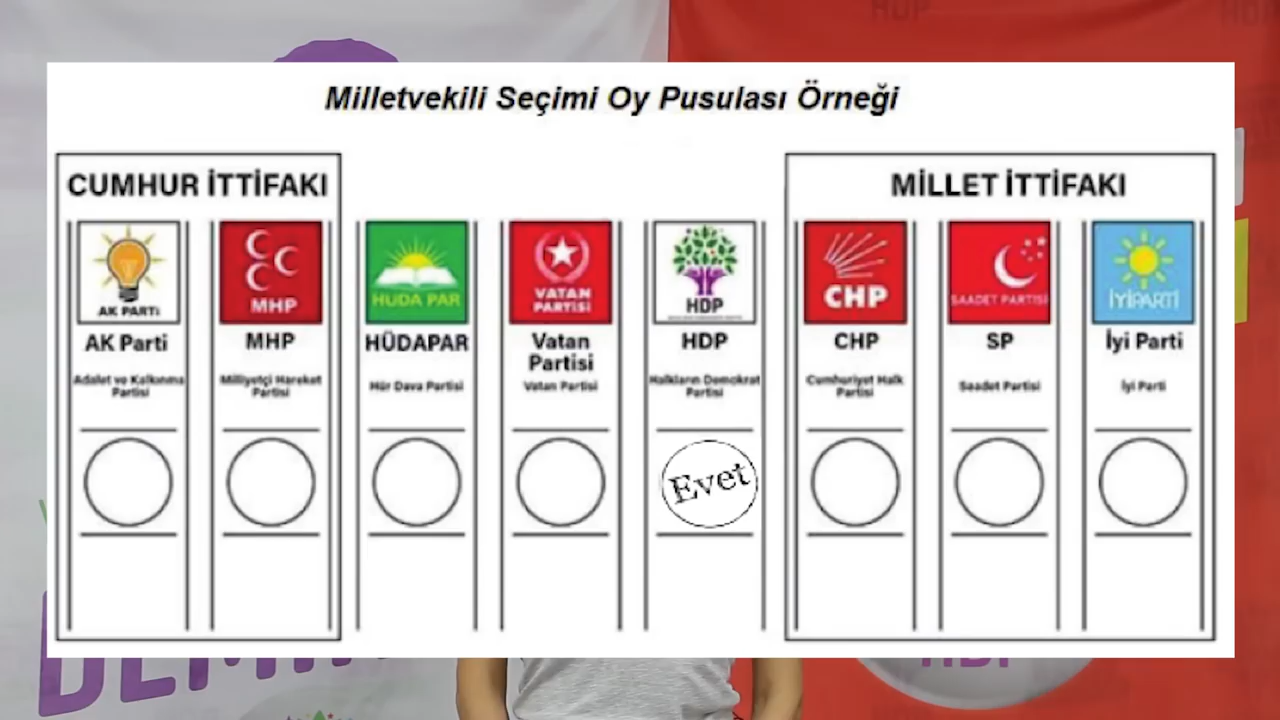 HDP
Milletvekili Seçimi Oy Pusulası Örneği
CUMHUR İTTİFAKI
MİLLET İTTİFAKI
AK PARTİ
MHP
HUDA PAR
VATAN
PARTİSİ
HDP
CHP
SAADET PARTİSİ
İYİ PARTİ
AK Parti
MHP
HÜDAPAR
Vatan
Partisi
HDP
CHP
SP
İyi Parti
Adalet ve Kalkınma
Partisi
Milliyetçi Hareket
Partisi
Hür Dava Partisi
Vatan Partisi
Halkların Demokrat
Partisi
Cumhuriyet Halk
Partisi
Saadet Partisi
İyi Parti
Evet
HDP